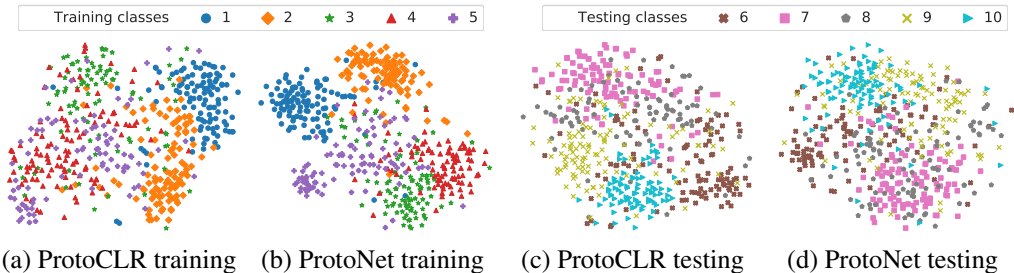 Training classes 1 2 3 4 5
Testing classes 6 7 8 9 10
(a) ProtoCLR training
(b) ProtoNet training
(c) ProtoCLR testing
(d) ProtoNet testing